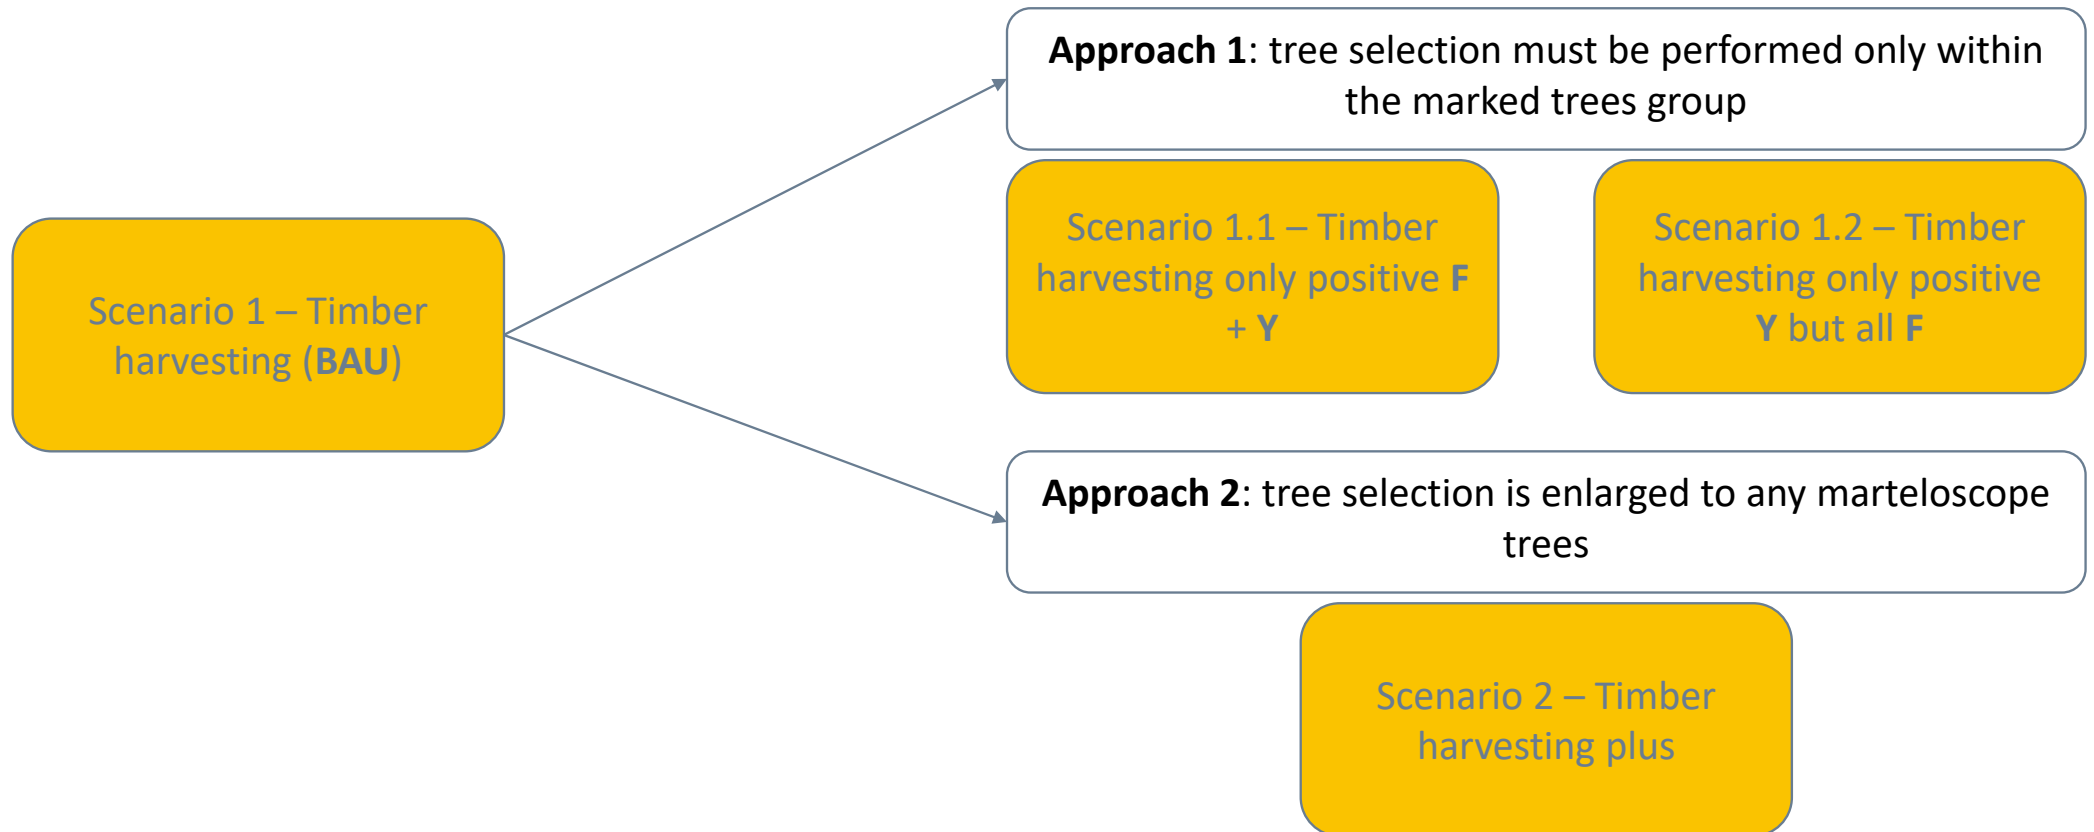 Approach 1: tree selection must be performed only within
the marked trees group
Scenario 1.1 – Timber
harvesting only positive F
+ Y
Scenario 1.2 – Timber
harvesting only positive
Y but all F
Scenario 1 – Timber
harvesting (BAU)
Approach 2: tree selection is enlarged to any marteloscope
trees
Scenario 2 – Timber
harvesting plus